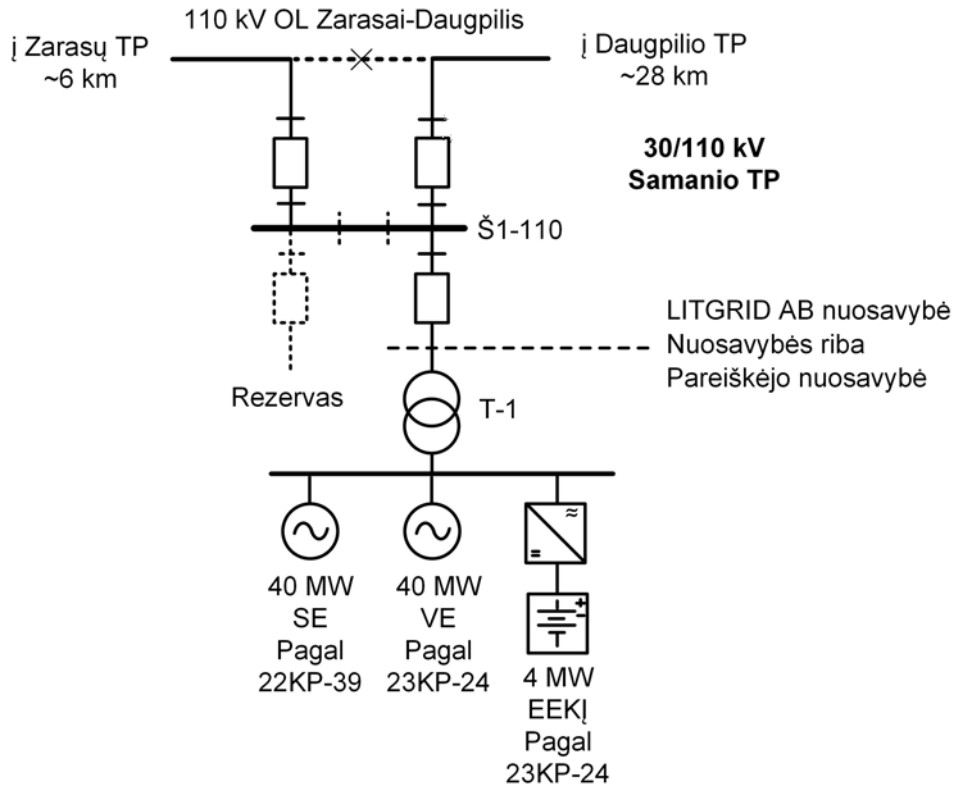 110 kV OL Zarasai-Daugpilis
į Zarasų TP
~6 km
į Daugpilio TP
~28 km
30/110 kV
Samanio TP
Š1-110
LITGRID AB nuosavybė
Nuosavybės riba
Pareiškėjo nuosavybė
Rezervas
T-1
40 MW
SE
Pagal
22KP-39
40 MW
VE
Pagal
23KP-24
4 MW
EEKĮ
Pagal
23KP-24